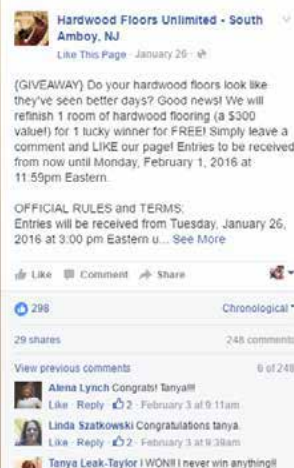 Hardwood Floors Unlimited - South
Amboy, NJ
Like This Page · January 26 ·
{GIVEAWAY} Do your hardwood floors look like
they've seen better days? Good news! We will
refinish 1 room of hardwood flooring (a $300
value!) for 1 lucky winner for FREE! Simply leave a
comment and LIKE our page! Entries to be received
from now until Monday, February 1, 2016 at
11:59pm Eastern.
OFFICIAL RULES and TERMS:
Entries will be received from Tuesday, January 26,
2016 at 3:00 pm Eastern u... See More
Like Comment Share
298 Chronological
29 shares 248 comments
View previous comments 6 of 248
Alena Lynch Congrats! Tanya!!!
Like · Reply · 2 · February 3 at 9:11am
Linda Szatkowski Congratulations tanya.
Like · Reply · 2 · February 3 at 9:39am
Tanya Leak-Taylor I WON!! I never win anything!!